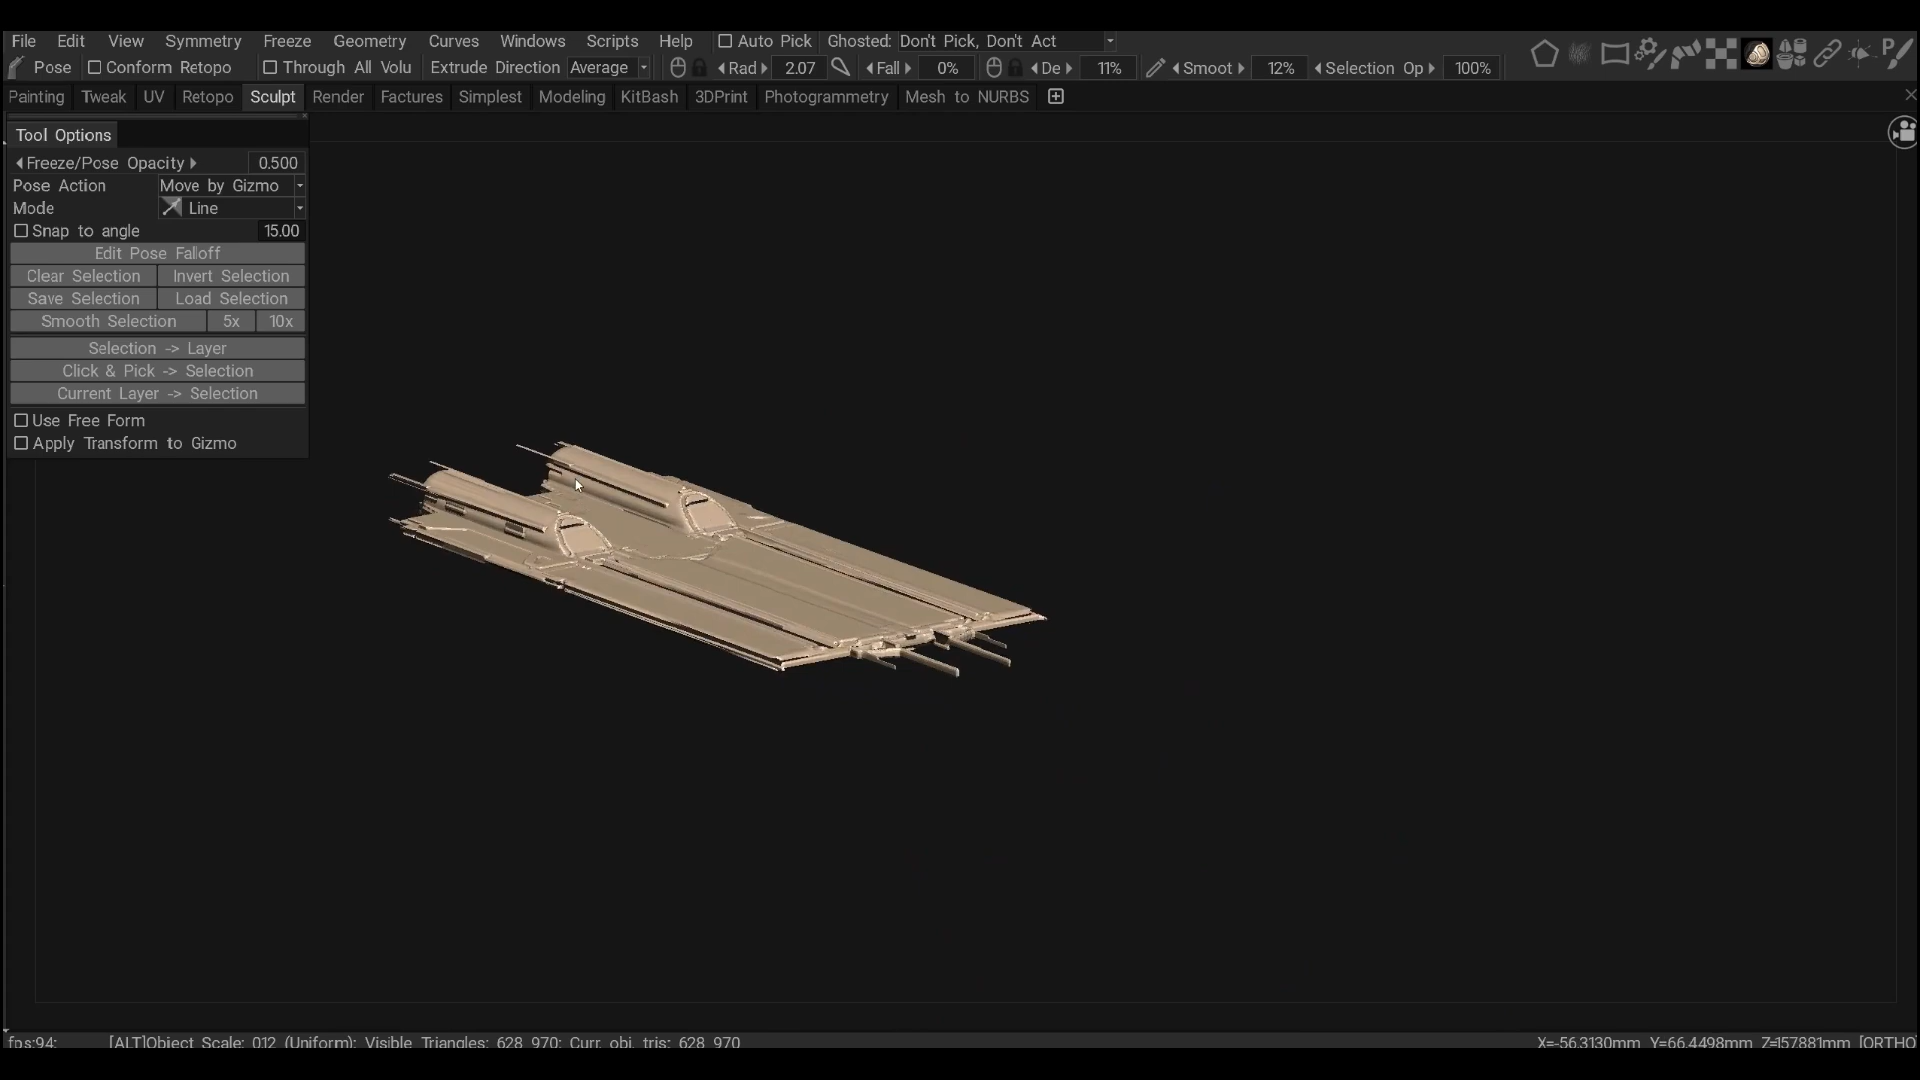 File Edit View Symmetry Freeze Geometry Curves Windows Scripts Help Auto Pick Ghosted: Don't Pick, Don't Act
Pose Conform Retopo Through All Volu Extrude Direction Average Rad 2.07 Fall 0% De 11% Smoot 12% Selection Op 100%
Painting Tweak UV Retopo Sculpt Render Factures Simplest Modeling KitBash 3DPrint Photogrammetry Mesh to NURBS
Tool Options
Freeze/Pose Opacity 0.500
Pose Action Move by Gizmo
Mode Line
Snap to angle 15.00
Edit Pose Falloff
Clear Selection Invert Selection
Save Selection Load Selection
Smooth Selection 5x 10x
Selection -> Layer
Click & Pick -> Selection
Current Layer -> Selection
Use Free Form
Apply Transform to Gizmo
fps:94; [ALT]Object Scale: 012 (Uniform); Visible Triangles: 628 970; Curr. obj. tris: 628 970 X=-56.3130mm Y=66.4498mm Z=157881mm [ORTHO]